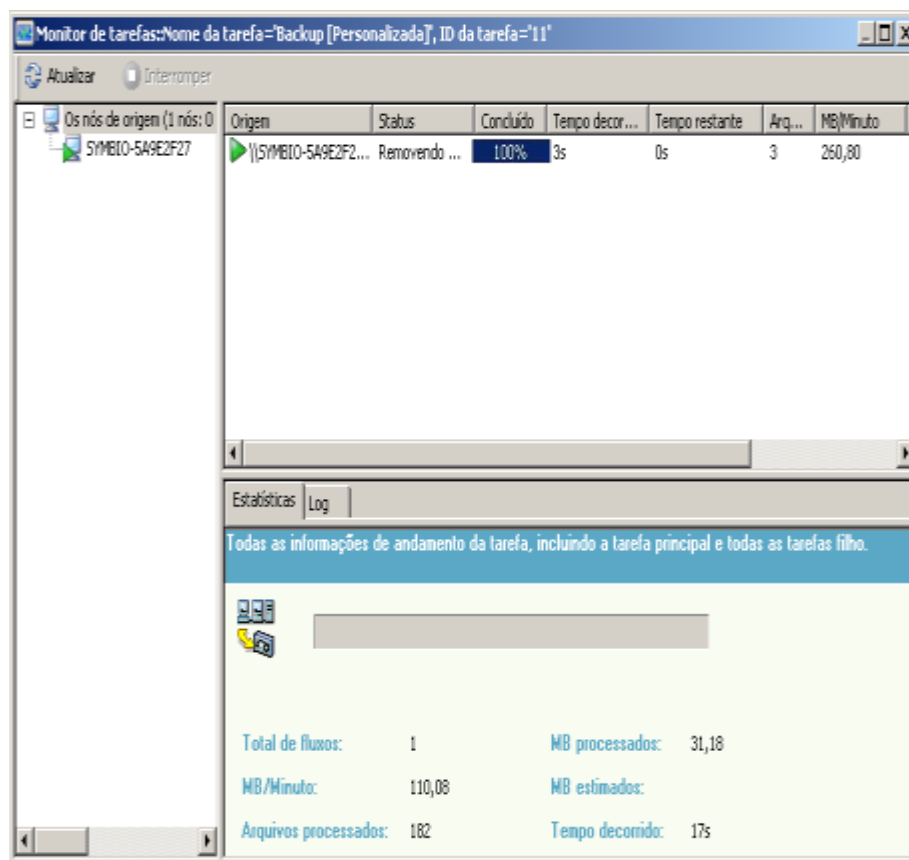 Monitor de tarefas::Nome da tarefa='Backup [Personalizada]', ID da tarefa='11'
Atualizar Interromper
Os nós de origem (1 nós: 0
SYMBIO-5A9E2F27
Origem Status Concluído Tempo decor... Tempo restante Arq... MB/Minuto
\\SYMBIO-5A9E2F2... Removendo ... 100% 3s 0s 3 260,80
Estatísticas Log
Todas as informações de andamento da tarefa, incluindo a tarefa principal e todas as tarefas filho.
Total de fluxos: 1 MB processados: 31,18
MB/Minuto: 110,08 MB estimados:
Arquivos processados: 182 Tempo decorrido: 17s